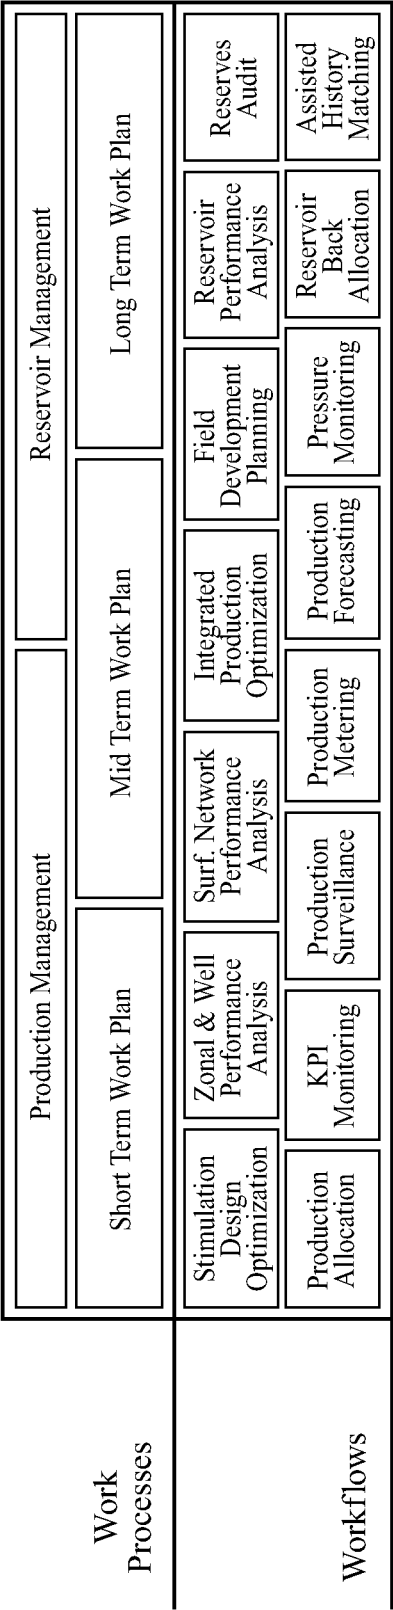 Work
Processes
Production Management
Reservoir Management
Short Term Work Plan
Mid Term Work Plan
Long Term Work Plan
Workflows
Stimulation
Design
Optimization
Zonal & Well
Performance
Analysis
Surf. Network
Performance
Analysis
Integrated
Production
Optimization
Field
Development
Planning
Reservoir
Performance
Analysis
Reserves
Audit
Production
Allocation
KPI
Monitoring
Production
Surveillance
Production
Metering
Production
Forecasting
Pressure
Monitoring
Reservoir
Back
Allocation
Assisted
History
Matching